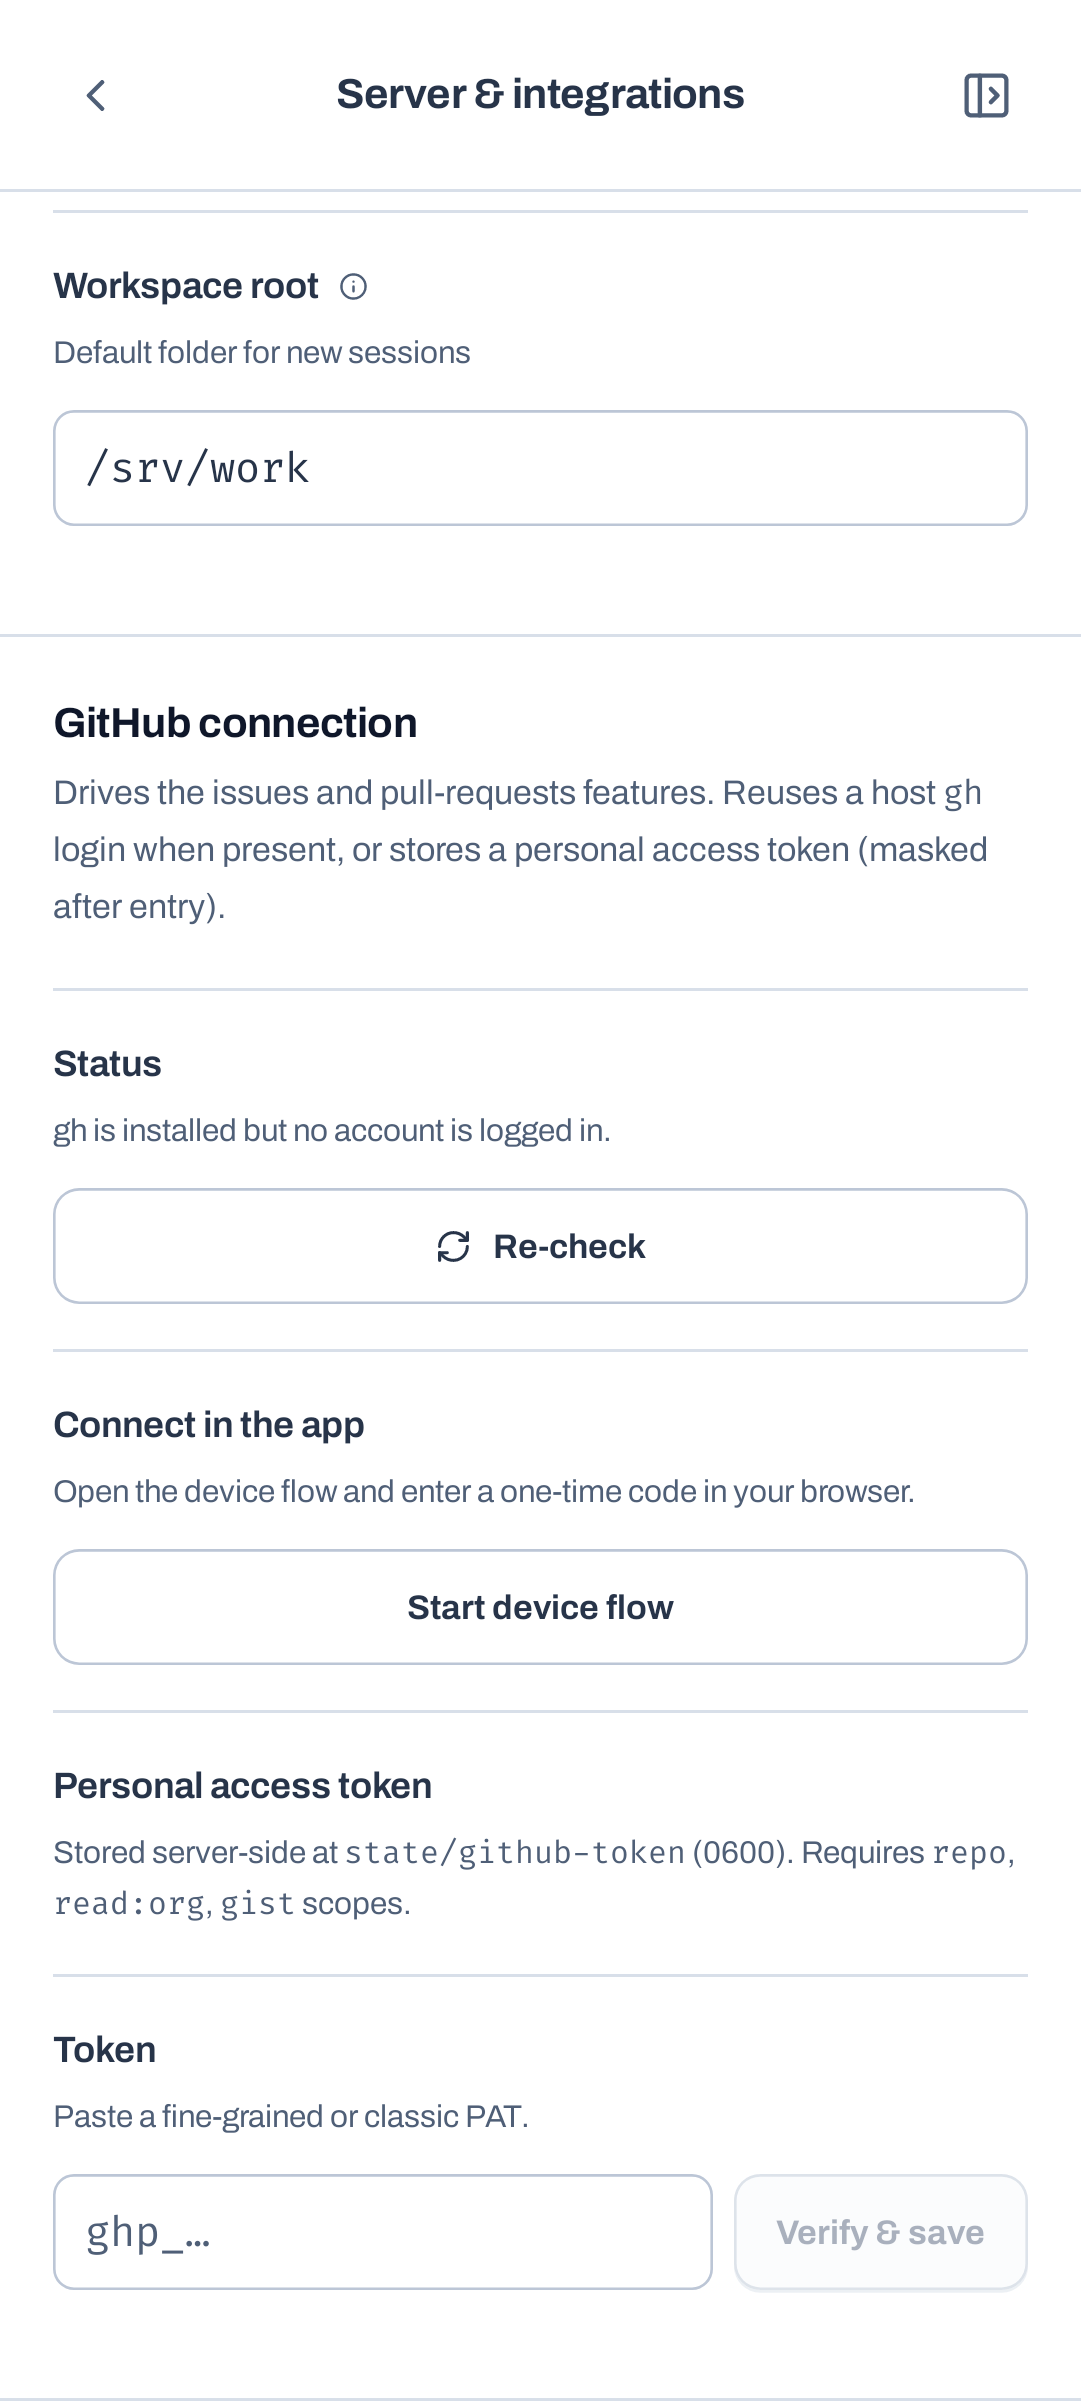 Server & integrations
Workspace root
Default folder for new sessions
/srv/work
GitHub connection
Drives the issues and pull-requests features. Reuses a host gh
login when present, or stores a personal access token (masked
after entry).
Status
gh is installed but no account is logged in.
Re-check
Connect in the app
Open the device flow and enter a one-time code in your browser.
Start device flow
Personal access token
Stored server-side at state/github-token (0600). Requires repo,
read:org, gist scopes.
Token
Paste a fine-grained or classic PAT.
ghp_…
Verify & save